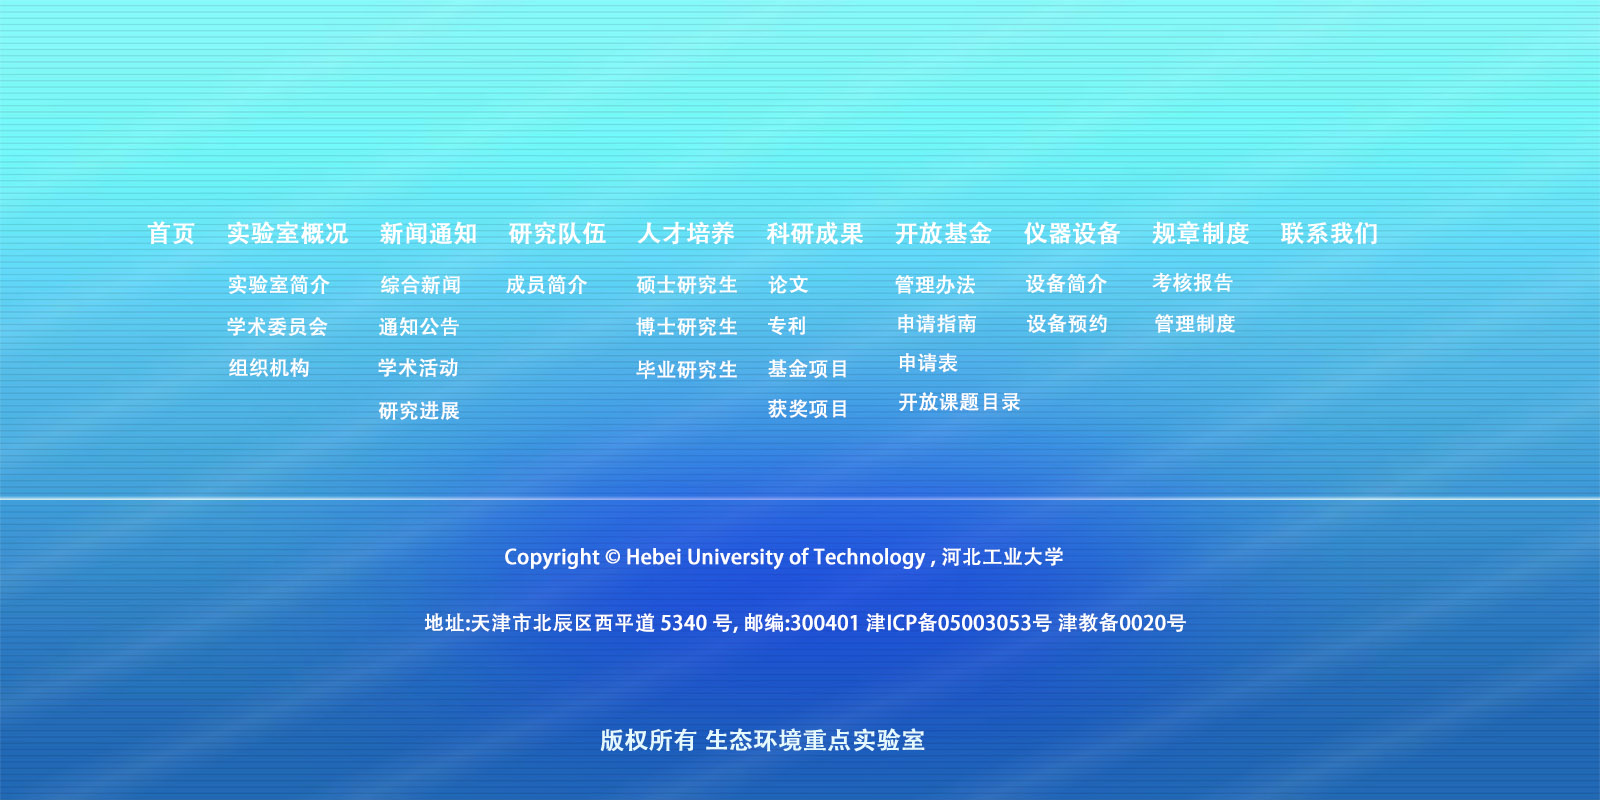 首页 实验室概况 新闻通知 研究队伍 人才培养 科研成果 开放基金 仪器设备 规章制度 联系我们
实验室简介 综合新闻 成员简介 硕士研究生 论文 管理办法 设备简介 考核报告
学术委员会 通知公告 博士研究生 专利 申请指南 设备预约 管理制度
组织机构 学术活动 毕业研究生 基金项目 申请表
研究进展 获奖项目 开放课题目录
Copyright © Hebei University of Technology , 河北工业大学
地址:天津市北辰区西平道 5340 号, 邮编:300401 津ICP备05003053号 津教备0020号
版权所有 生态环境重点实验室